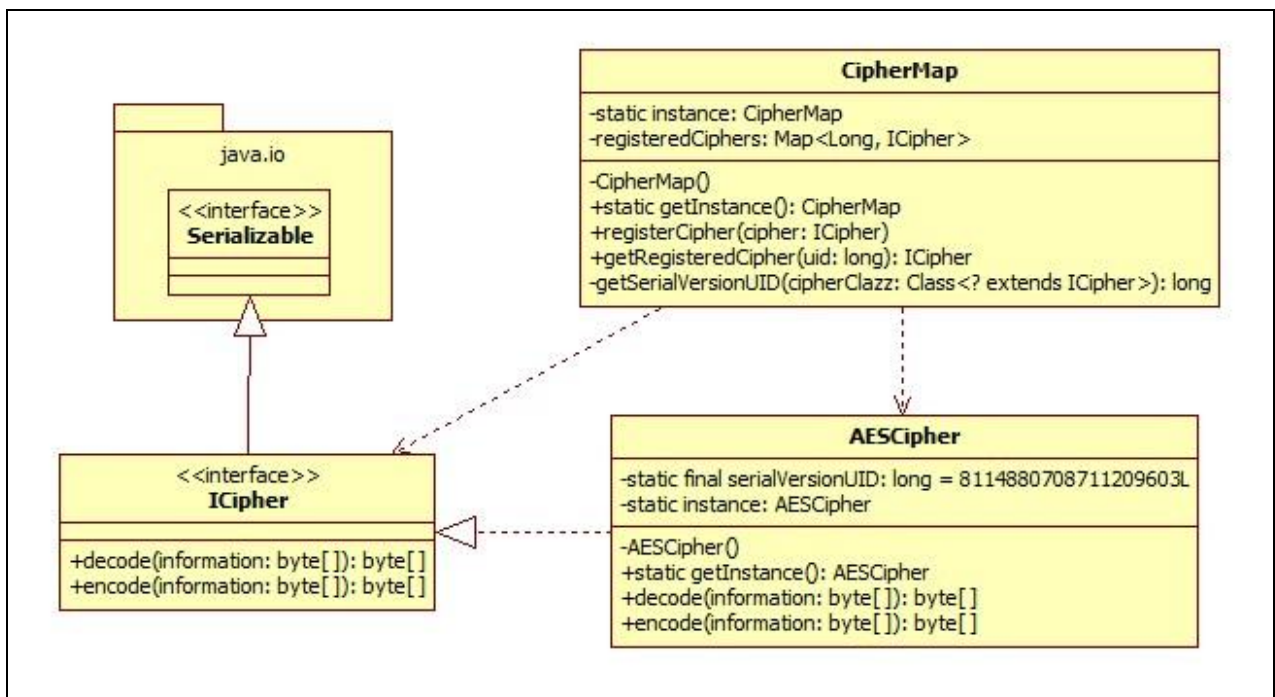 java.io
<<interface>>
Serializable
CipherMap
-static instance: CipherMap
-registeredCiphers: Map<Long, ICipher>
-CipherMap()
+static getInstance(): CipherMap
+registerCipher(cipher: ICipher)
+getRegisteredCipher(uid: long): ICipher
-getSerialVersionUID(cipherClazz: Class<? extends ICipher>): long
<<interface>>
ICipher
+decode(information: byte[]): byte[]
+encode(information: byte[]): byte[]
AESCipher
-static final serialVersionUID: long = 8114880708711209603L
-static instance: AESCipher
-AESCipher()
+static getInstance(): AESCipher
+decode(information: byte[]): byte[]
+encode(information: byte[]): byte[]